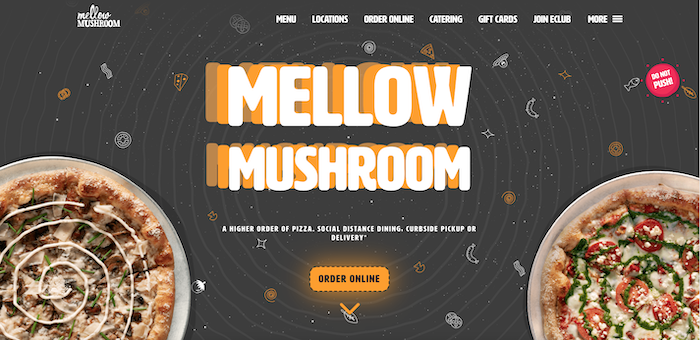 mellow
MUSHROOM
MENU LOCATIONS ORDER ONLINE CATERING GIFT CARDS JOIN ECLUB MORE
DO NOT
PUSH!
MELLOW
MUSHROOM
A HIGHER ORDER OF PIZZA. SOCIAL DISTANCE DINING. CURBSIDE PICKUP OR
DELIVERY*
ORDER ONLINE